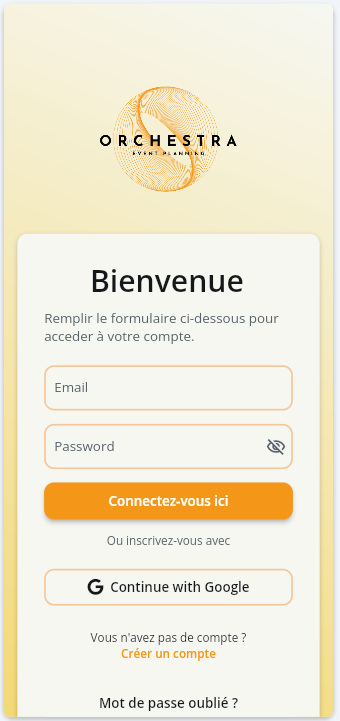 ORCHESTRA
EVENT PLANNING
Bienvenue
Remplir le formulaire ci-dessous pour
acceder à votre compte.
Email
Password
Connectez-vous ici
Ou inscrivez-vous avec
G Continue with Google
Vous n'avez pas de compte ?
Créer un compte
Mot de passe oublié ?